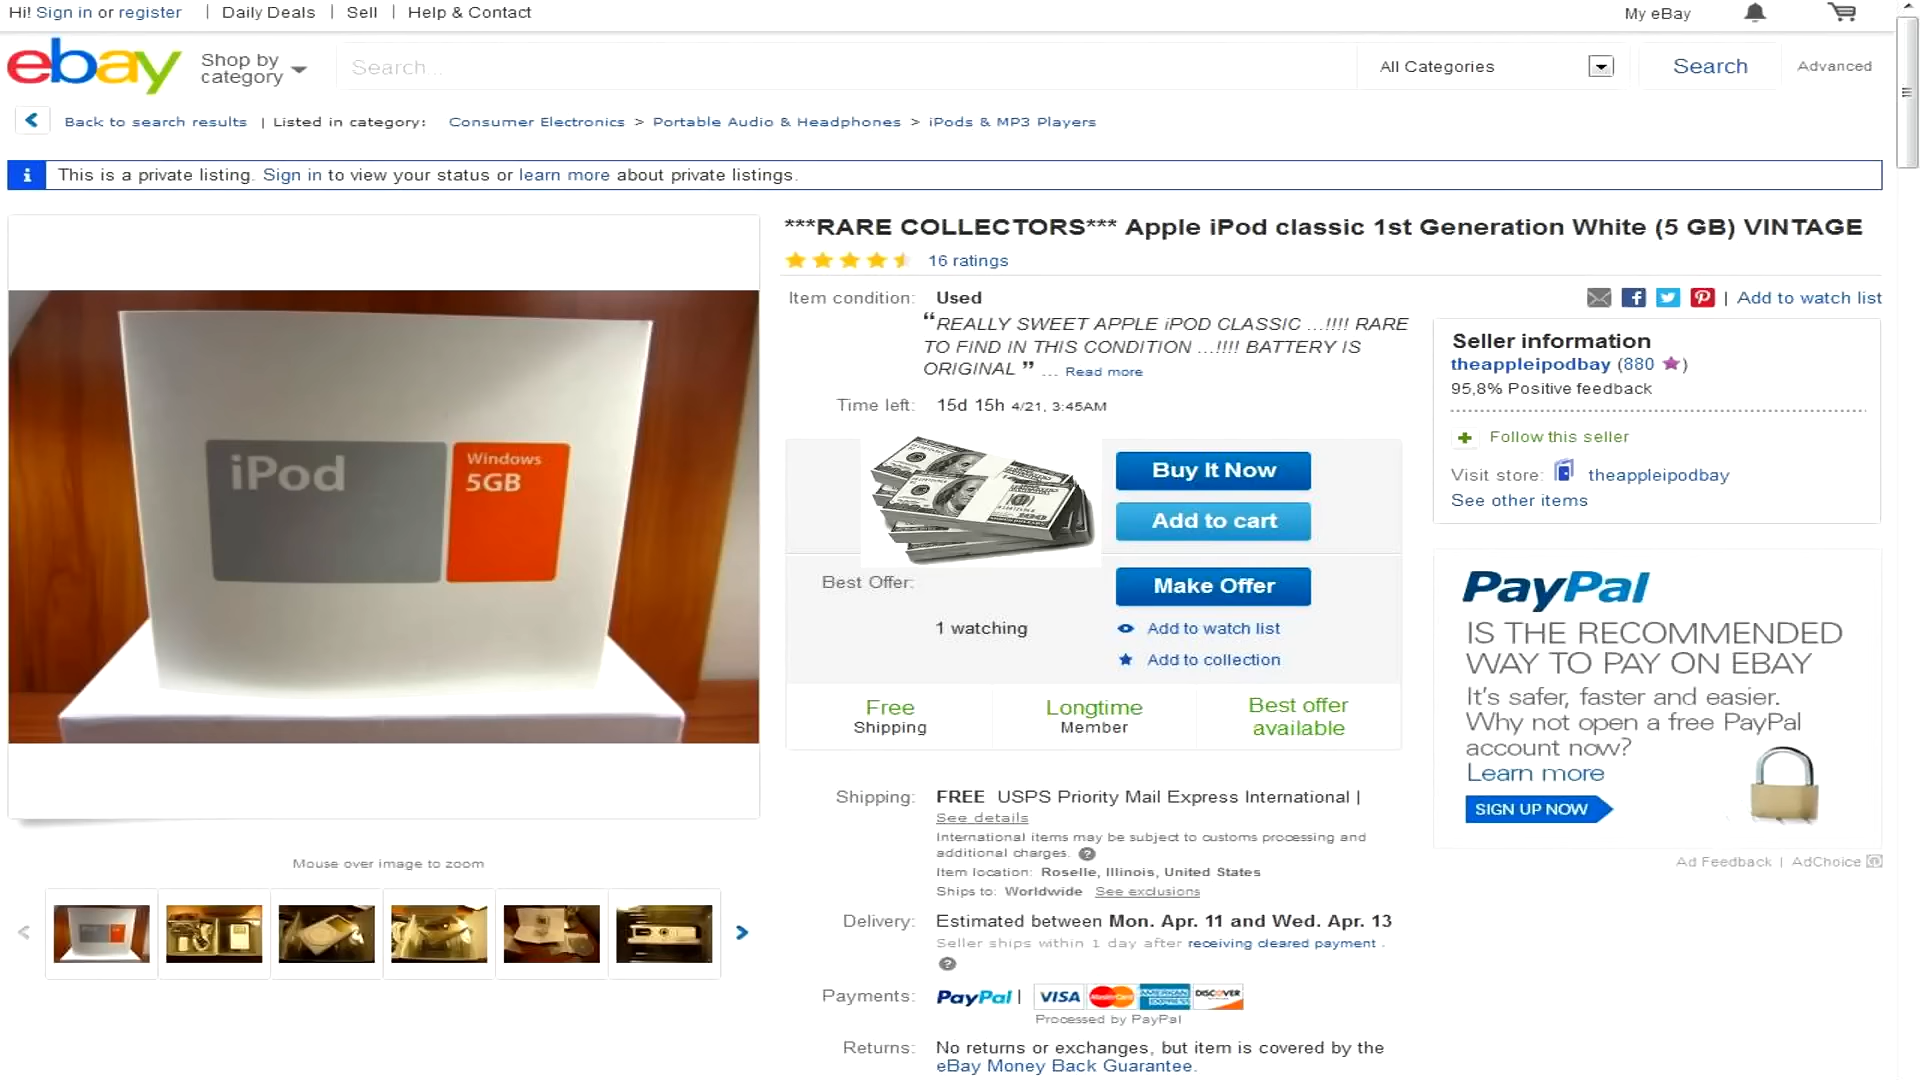 Hi! Sign in or register | Daily Deals | Sell | Help & Contact
My eBay
ebay
Shop by category
Search...
All Categories
Search
Advanced
Back to search results | Listed in category: Consumer Electronics > Portable Audio & Headphones > iPods & MP3 Players
This is a private listing. Sign in to view your status or learn more about private listings.
iPod
Windows
5GB
Mouse over image to zoom
***RARE COLLECTORS*** Apple iPod classic 1st Generation White (5 GB) VINTAGE
16 ratings
Item condition: Used
“REALLY SWEET APPLE iPOD CLASSIC ...!!!! RARE
TO FIND IN THIS CONDITION ...!!!! BATTERY IS
ORIGINAL ” ... Read more
Time left: 15d 15h 4/21, 3:45AM
Buy It Now
Add to cart
Best Offer:
Make Offer
1 watching
Add to watch list
Add to collection
Free
Shipping
Longtime
Member
Best offer
available
Shipping: FREE USPS Priority Mail Express International |
See details
International items may be subject to customs processing and
additional charges.
Item location: Roselle, Illinois, United States
Ships to: Worldwide See exclusions
Delivery: Estimated between Mon. Apr. 11 and Wed. Apr. 13
Seller ships within 1 day after receiving cleared payment .
Payments: PayPal | VISA MasterCard AMERICAN EXPRESS DISCOVER
Processed by PayPal
Returns: No returns or exchanges, but item is covered by the
eBay Money Back Guarantee.
| Add to watch list
Seller information
theappleipodbay (880 )
95,8% Positive feedback
Follow this seller
Visit store: theappleipodbay
See other items
PayPal
IS THE RECOMMENDED
WAY TO PAY ON EBAY
It's safer, faster and easier.
Why not open a free PayPal
account now?
Learn more
SIGN UP NOW
Ad Feedback | AdChoice